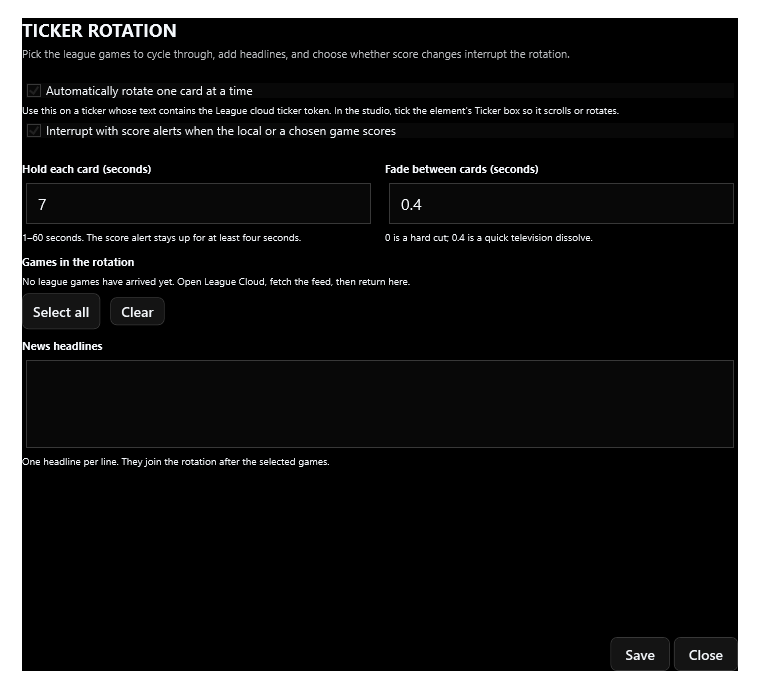 TICKER ROTATION
Pick the league games to cycle through, add headlines, and choose whether score changes interrupt the rotation.
Automatically rotate one card at a time
Use this on a ticker whose text contains the League cloud ticker token. In the studio, tick the element's Ticker box so it scrolls or rotates.
Interrupt with score alerts when the local or a chosen game scores
Hold each card (seconds)
Fade between cards (seconds)
7
0.4
1–60 seconds. The score alert stays up for at least four seconds.
0 is a hard cut; 0.4 is a quick television dissolve.
Games in the rotation
No league games have arrived yet. Open League Cloud, fetch the feed, then return here.
Select all
Clear
News headlines
One headline per line. They join the rotation after the selected games.
Save
Close